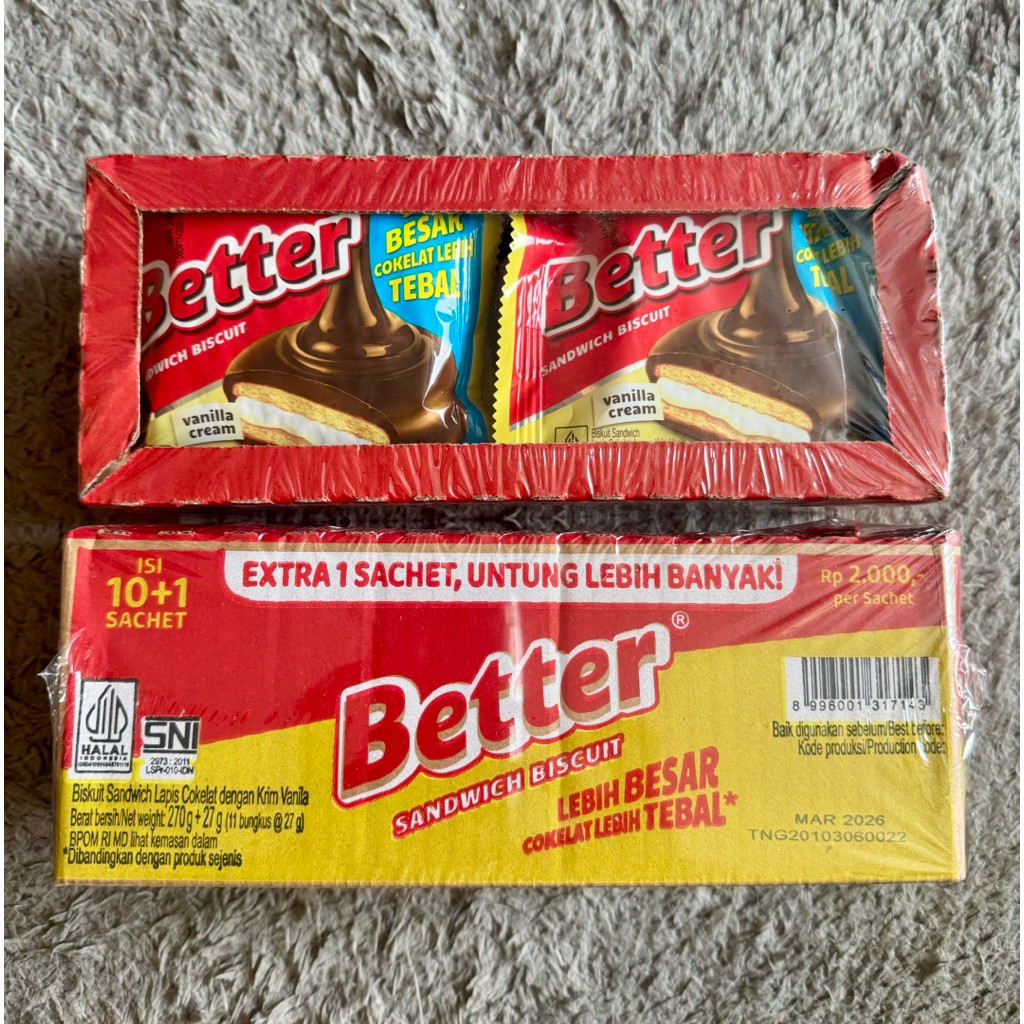 Better
SANDWICH BISCUIT
BESAR
COKELAT LEBIH
TEBAL
vanilla
cream
Better
SANDWICH BISCUIT
vanilla
cream
Biskuit Sandwich
ISI
10+1
SACHET
EXTRA 1 SACHET, UNTUNG LEBIH BANYAK!
Rp 2.000,-
per Sachet
Better®
SANDWICH BISCUIT
LEBIH BESAR
COKELAT LEBIH TEBAL*
HALAL
INDONESIA
SNI
2973 : 2011
LSPr-010-IDN
Biskuit Sandwich Lapis Cokelat dengan Krim Vanila
Berat bersih/Net weight: 270 g + 27 g (11 bungkus @ 27 g)
BPOM RI MD lihat kemasan dalam
*Dibandingkan dengan produk sejenis
8 996001 317143
Baik digunakan sebelum/Best before:
Kode produksi/Production code:
MAR 2026
TNG20103060022